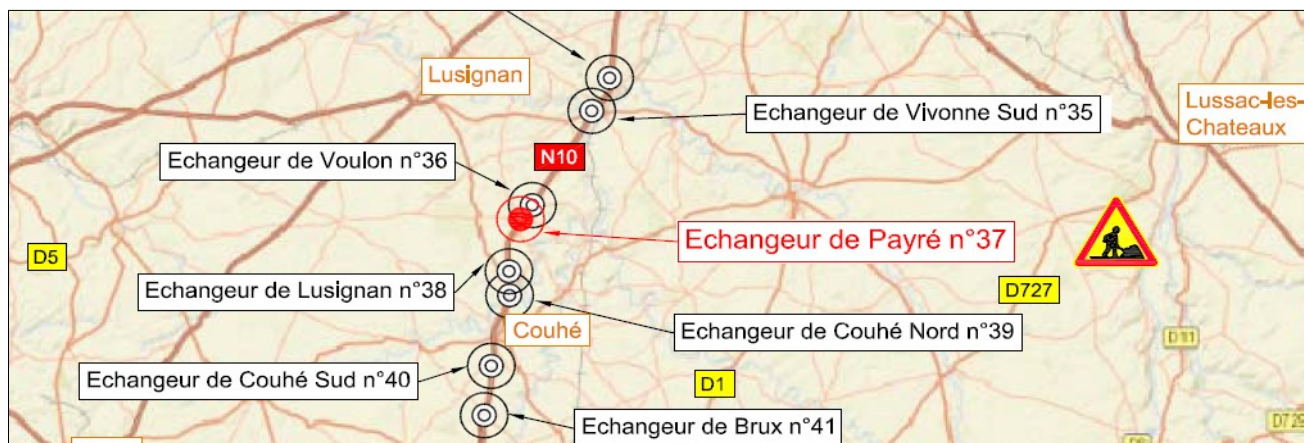 Lusignan
Echangeur de Vivonne Sud n°35
Lussac-les-
Chateaux
Echangeur de Voulon n°36
N10
Echangeur de Payré n°37
D5
Echangeur de Lusignan n°38
D727
Couhé
Echangeur de Couhé Nord n°39
D11
Echangeur de Couhé Sud n°40
D1
Echangeur de Brux n°41